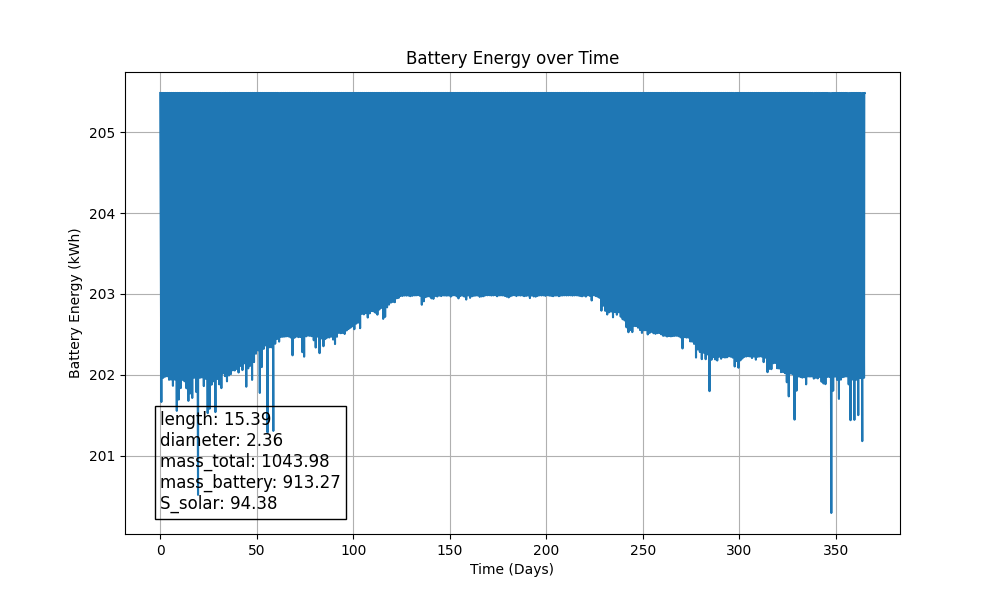 Battery Energy over Time
Battery Energy (kWh)
205
204
203
202
201
length: 15.39
diameter: 2.36
mass_total: 1043.98
mass_battery: 913.27
S_solar: 94.38
0 50 100 150 200 250 300 350
Time (Days)